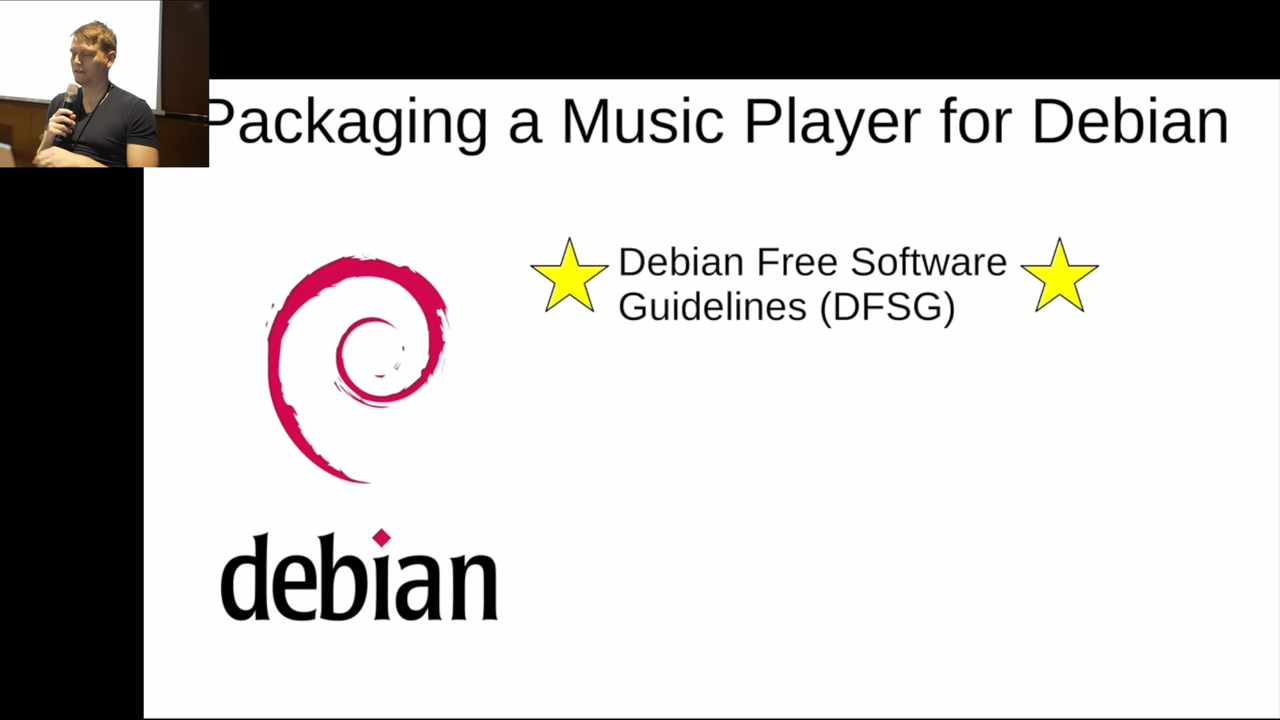 Packaging a Music Player for Debian
Debian Free Software
Guidelines (DFSG)
debian